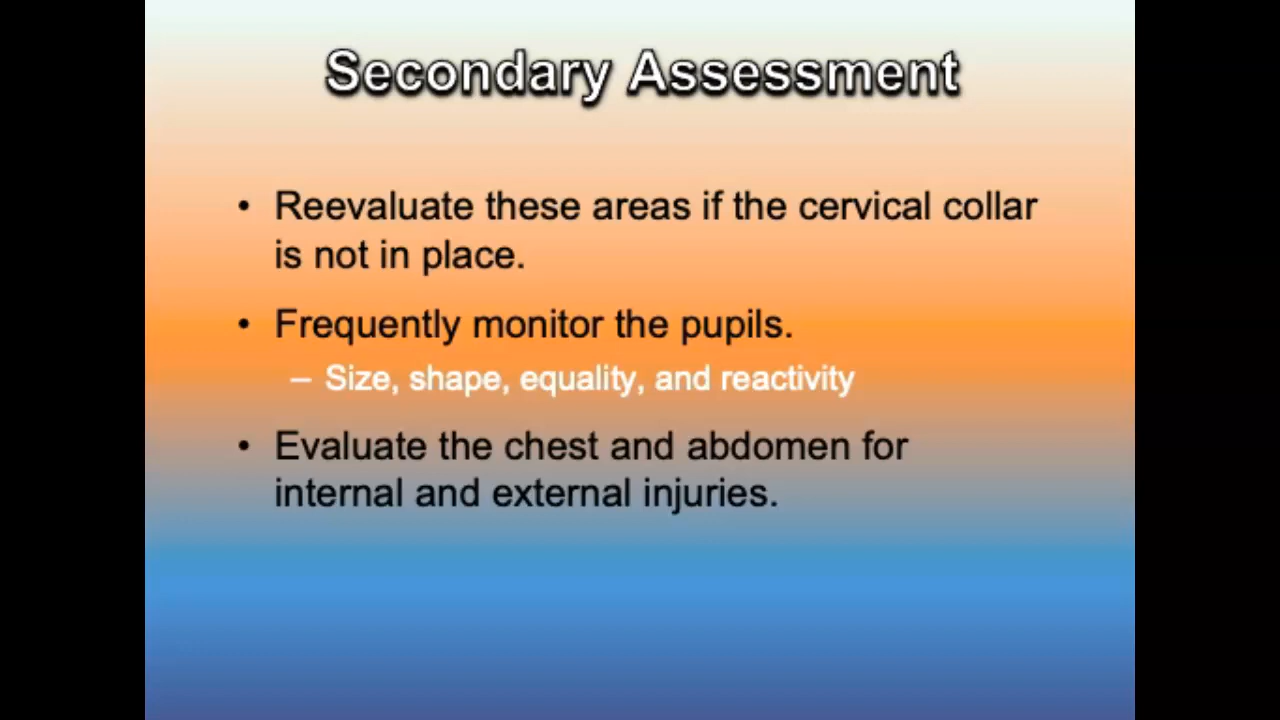 Secondary Assessment
• Reevaluate these areas if the cervical collar
is not in place.
• Frequently monitor the pupils.
– Size, shape, equality, and reactivity
• Evaluate the chest and abdomen for
internal and external injuries.